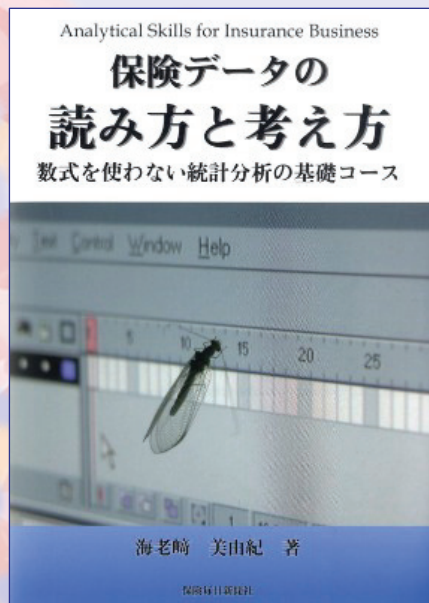 Analytical Skills for Insurance Business
保険データの
読み方と考え方
数式を使わない統計分析の基礎コース
Text Control Window Help
5 10 15 20 25
1
海老﨑 美由紀 著
保険毎日新聞社